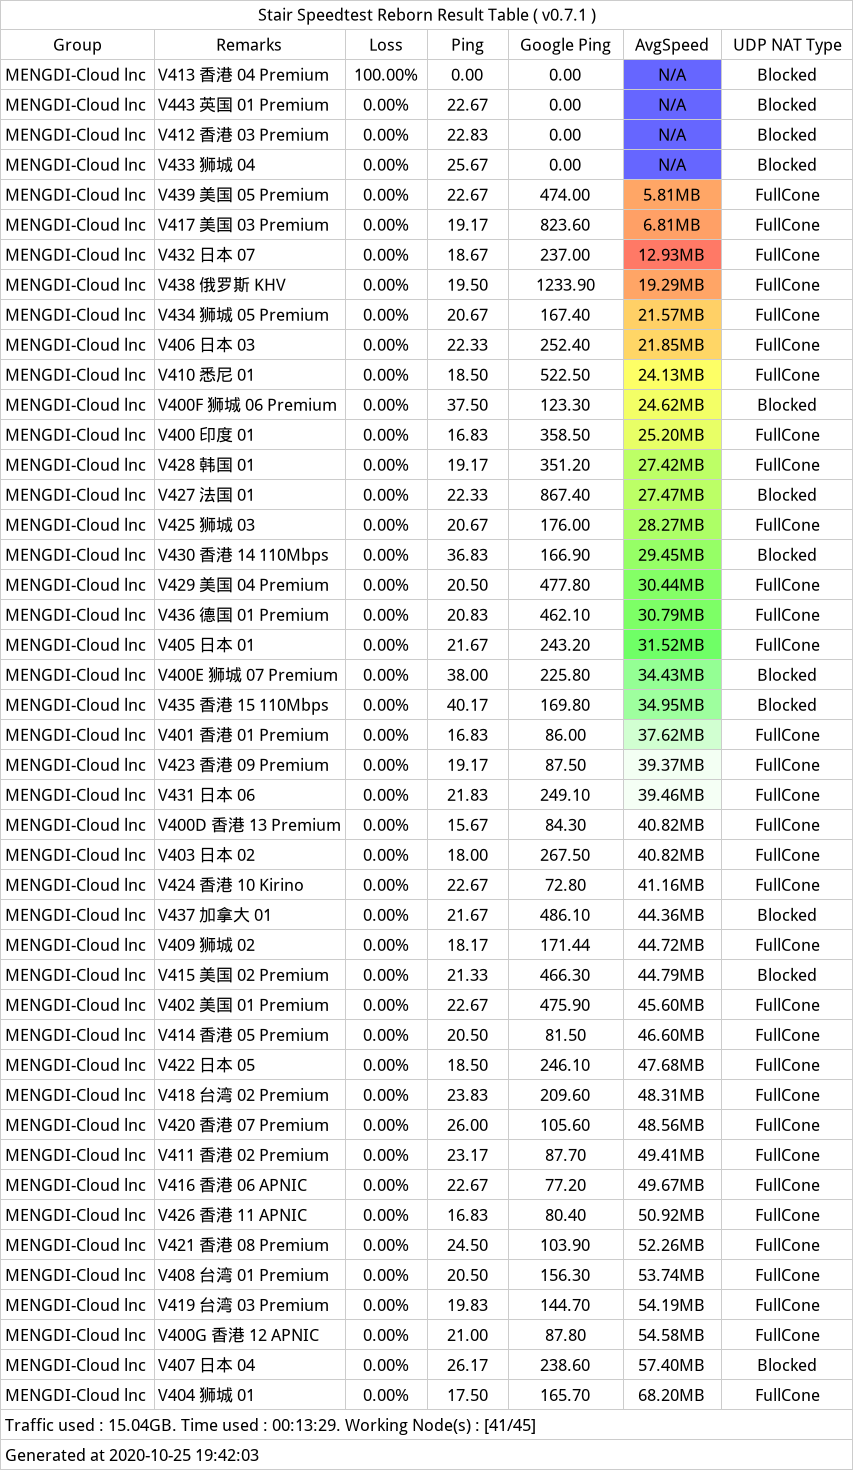 Stair Speedtest Reborn Result Table ( v0.7.1 )
Group Remarks Loss Ping Google Ping AvgSpeed UDP NAT Type
MENGDI-Cloud lnc V413 香港 04 Premium 100.00% 0.00 0.00 N/A Blocked
MENGDI-Cloud lnc V443 英国 01 Premium 0.00% 22.67 0.00 N/A Blocked
MENGDI-Cloud lnc V412 香港 03 Premium 0.00% 22.83 0.00 N/A Blocked
MENGDI-Cloud lnc V433 狮城 04 0.00% 25.67 0.00 N/A Blocked
MENGDI-Cloud lnc V439 美国 05 Premium 0.00% 22.67 474.00 5.81MB FullCone
MENGDI-Cloud lnc V417 美国 03 Premium 0.00% 19.17 823.60 6.81MB FullCone
MENGDI-Cloud lnc V432 日本 07 0.00% 18.67 237.00 12.93MB FullCone
MENGDI-Cloud lnc V438 俄罗斯 KHV 0.00% 19.50 1233.90 19.29MB FullCone
MENGDI-Cloud lnc V434 狮城 05 Premium 0.00% 20.67 167.40 21.57MB FullCone
MENGDI-Cloud lnc V406 日本 03 0.00% 22.33 252.40 21.85MB FullCone
MENGDI-Cloud lnc V410 悉尼 01 0.00% 18.50 522.50 24.13MB FullCone
MENGDI-Cloud lnc V400F 狮城 06 Premium 0.00% 37.50 123.30 24.62MB Blocked
MENGDI-Cloud lnc V400 印度 01 0.00% 16.83 358.50 25.20MB FullCone
MENGDI-Cloud lnc V428 韩国 01 0.00% 19.17 351.20 27.42MB FullCone
MENGDI-Cloud lnc V427 法国 01 0.00% 22.33 867.40 27.47MB Blocked
MENGDI-Cloud lnc V425 狮城 03 0.00% 20.67 176.00 28.27MB FullCone
MENGDI-Cloud lnc V430 香港 14 110Mbps 0.00% 36.83 166.90 29.45MB Blocked
MENGDI-Cloud lnc V429 美国 04 Premium 0.00% 20.50 477.80 30.44MB FullCone
MENGDI-Cloud lnc V436 德国 01 Premium 0.00% 20.83 462.10 30.79MB FullCone
MENGDI-Cloud lnc V405 日本 01 0.00% 21.67 243.20 31.52MB FullCone
MENGDI-Cloud lnc V400E 狮城 07 Premium 0.00% 38.00 225.80 34.43MB Blocked
MENGDI-Cloud lnc V435 香港 15 110Mbps 0.00% 40.17 169.80 34.95MB Blocked
MENGDI-Cloud lnc V401 香港 01 Premium 0.00% 16.83 86.00 37.62MB FullCone
MENGDI-Cloud lnc V423 香港 09 Premium 0.00% 19.17 87.50 39.37MB FullCone
MENGDI-Cloud lnc V431 日本 06 0.00% 21.83 249.10 39.46MB FullCone
MENGDI-Cloud lnc V400D 香港 13 Premium 0.00% 15.67 84.30 40.82MB FullCone
MENGDI-Cloud lnc V403 日本 02 0.00% 18.00 267.50 40.82MB FullCone
MENGDI-Cloud lnc V424 香港 10 Kirino 0.00% 22.67 72.80 41.16MB FullCone
MENGDI-Cloud lnc V437 加拿大 01 0.00% 21.67 486.10 44.36MB Blocked
MENGDI-Cloud lnc V409 狮城 02 0.00% 18.17 171.44 44.72MB FullCone
MENGDI-Cloud lnc V415 美国 02 Premium 0.00% 21.33 466.30 44.79MB Blocked
MENGDI-Cloud lnc V402 美国 01 Premium 0.00% 22.67 475.90 45.60MB FullCone
MENGDI-Cloud lnc V414 香港 05 Premium 0.00% 20.50 81.50 46.60MB FullCone
MENGDI-Cloud lnc V422 日本 05 0.00% 18.50 246.10 47.68MB FullCone
MENGDI-Cloud lnc V418 台湾 02 Premium 0.00% 23.83 209.60 48.31MB FullCone
MENGDI-Cloud lnc V420 香港 07 Premium 0.00% 26.00 105.60 48.56MB FullCone
MENGDI-Cloud lnc V411 香港 02 Premium 0.00% 23.17 87.70 49.41MB FullCone
MENGDI-Cloud lnc V416 香港 06 APNIC 0.00% 22.67 77.20 49.67MB FullCone
MENGDI-Cloud lnc V426 香港 11 APNIC 0.00% 16.83 80.40 50.92MB FullCone
MENGDI-Cloud lnc V421 香港 08 Premium 0.00% 24.50 103.90 52.26MB FullCone
MENGDI-Cloud lnc V408 台湾 01 Premium 0.00% 20.50 156.30 53.74MB FullCone
MENGDI-Cloud lnc V419 台湾 03 Premium 0.00% 19.83 144.70 54.19MB FullCone
MENGDI-Cloud lnc V400G 香港 12 APNIC 0.00% 21.00 87.80 54.58MB FullCone
MENGDI-Cloud lnc V407 日本 04 0.00% 26.17 238.60 57.40MB Blocked
MENGDI-Cloud lnc V404 狮城 01 0.00% 17.50 165.70 68.20MB FullCone
Traffic used : 15.04GB. Time used : 00:13:29. Working Node(s) : [41/45]
Generated at 2020-10-25 19:42:03